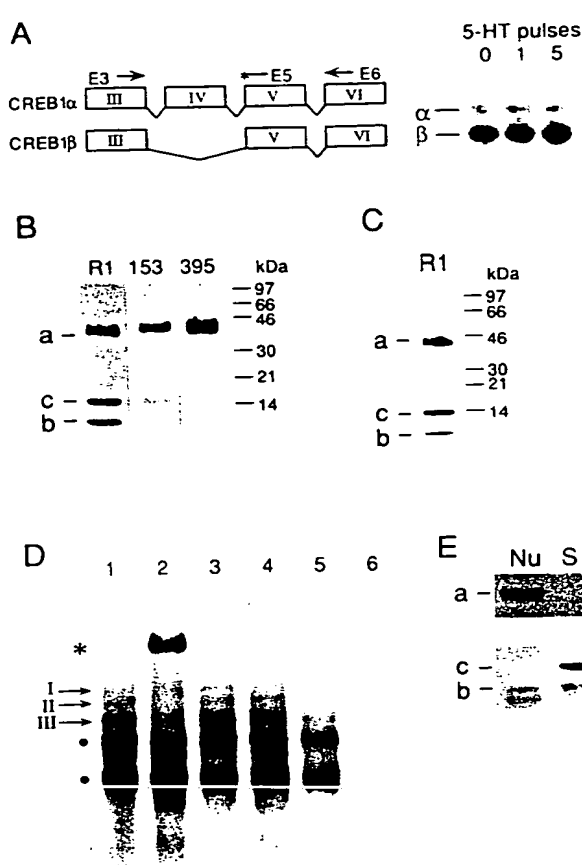 A
5-HT pulses
0 1 5
E3 E5 E6
CREB1α III IV V VI
CREB1β III V VI
α
β
B
R1 153 395 kDa
97
66
46
30
21
14
a
c
b
C
R1 kDa
97
66
46
30
21
14
a
c
b
D
1 2 3 4 5 6
*
I
II
III
E
Nu S
a
c
b